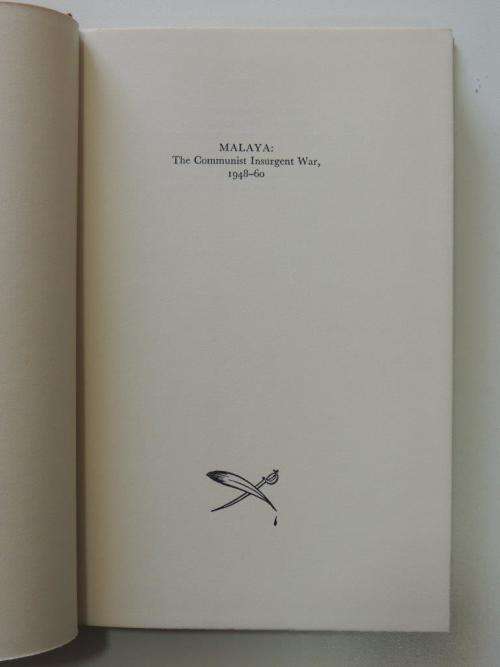 MALAYA:
The Communist Insurgent War,
1948–60